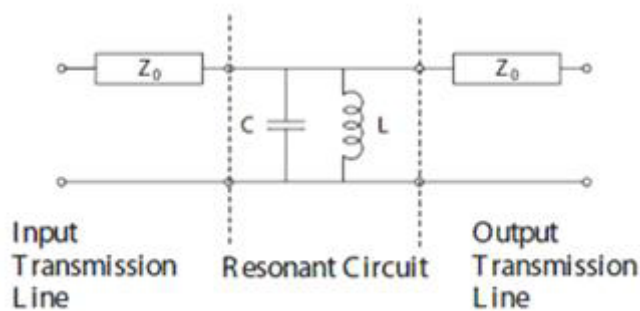 Z₀
Z₀
C
L
Input
Transmission
Line
Resonant Circuit
Output
Transmission
Line